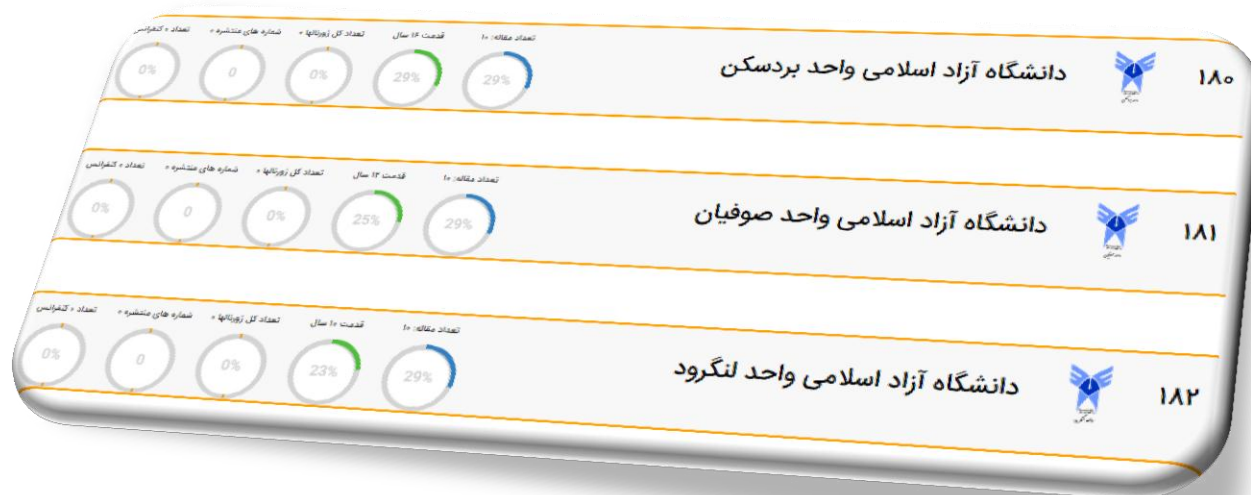 ۱۸۰
دانشگاه آزاد اسلامی واحد بردسکن
تعداد مقاله: ۱۰
29%
قدمت ۱۶ سال
29%
تعداد کل ژورنالها ۰
0%
شماره های منتشره ۰
0
تعداد ۰ کنفرانس
0%
۱۸۱
دانشگاه آزاد اسلامی واحد صوفیان
تعداد مقاله: ۱۰
29%
قدمت ۱۲ سال
25%
تعداد کل ژورنالها ۰
0%
شماره های منتشره ۰
0
تعداد ۰ کنفرانس
0%
۱۸۲
دانشگاه آزاد اسلامی واحد لنگرود
تعداد مقاله: ۱۰
29%
قدمت ۱۰ سال
23%
تعداد کل ژورنالها ۰
0%
شماره های منتشره ۰
0
تعداد ۰ کنفرانس
0%